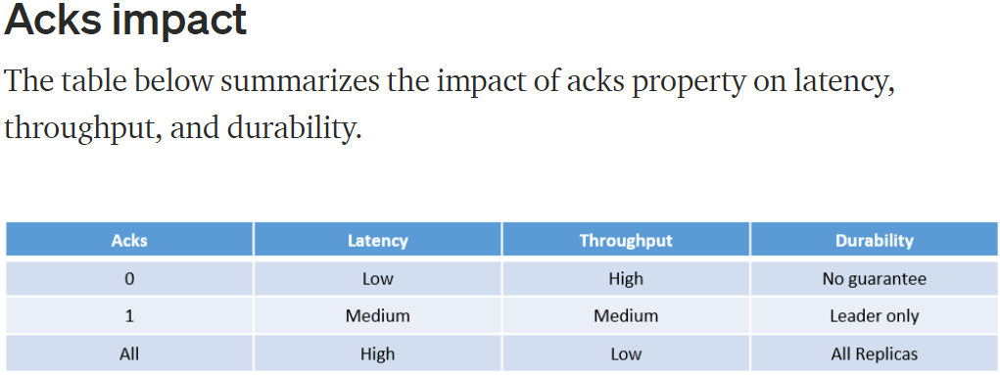 Acks impact
The table below summarizes the impact of acks property on latency,
throughput, and durability.
Acks Latency Throughput Durability
0 Low High No guarantee
1 Medium Medium Leader only
All High Low All Replicas